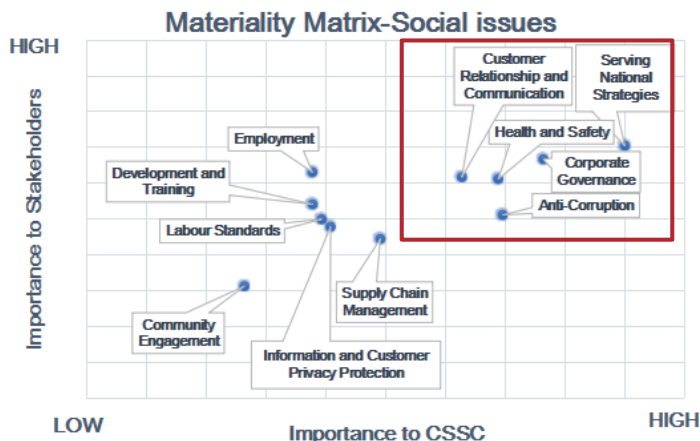 Materiality Matrix-Social issues
HIGH
Importance to Stakeholders
Customer
Relationship and
Communication
Serving
National
Strategies
Employment
Health and Safety
Development and
Training
Corporate
Governance
Labour Standards
Anti-Corruption
Supply Chain
Management
Community
Engagement
Information and Customer
Privacy Protection
LOW
Importance to CSSC
HIGH